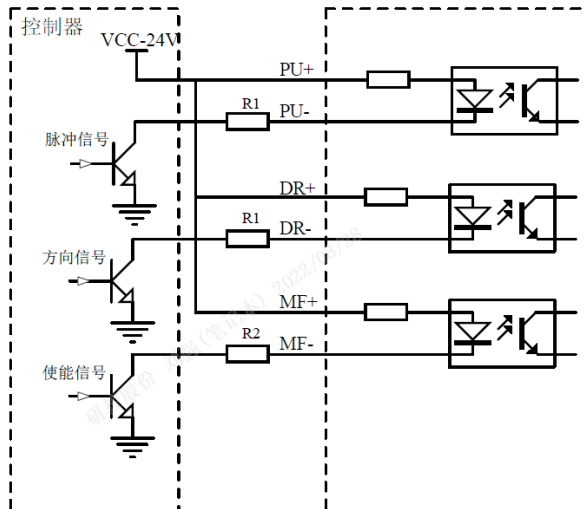 控制器
VCC-24V
PU+
R1
PU-
脉冲信号
DR+
R1
DR-
方向信号
MF+
R2
MF-
使能信号